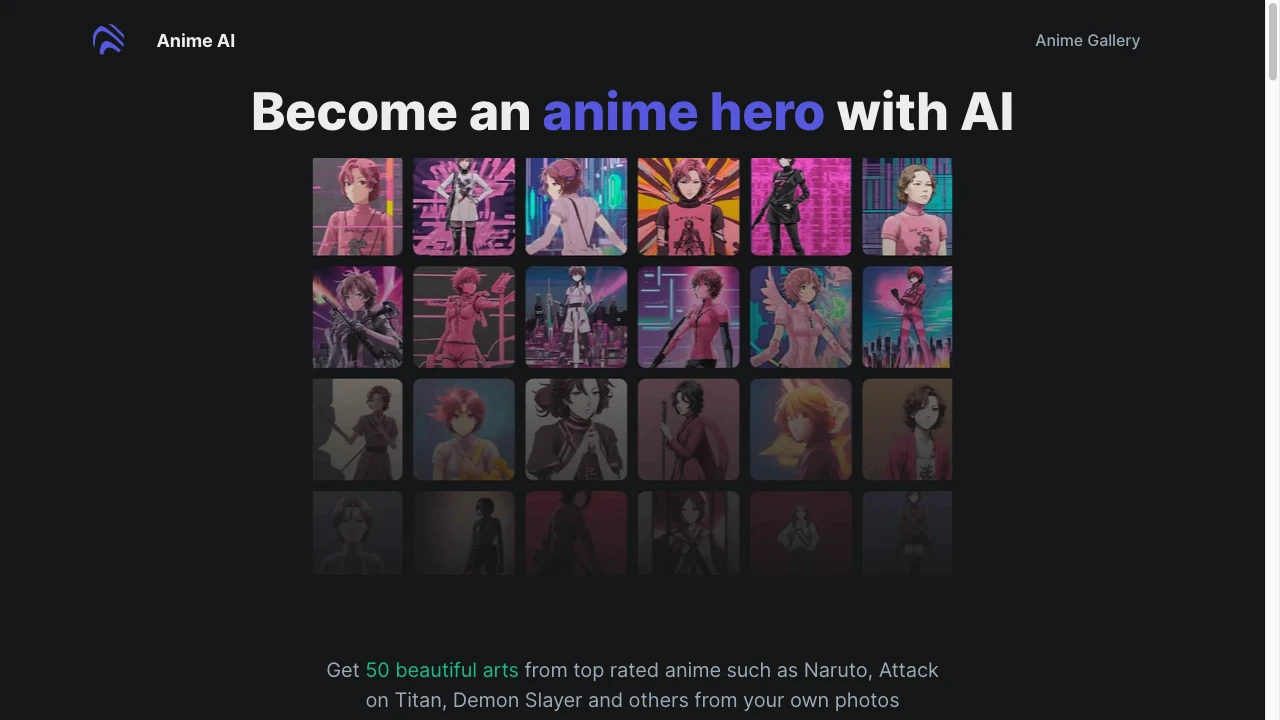 Anime AI
Anime Gallery
Become an anime hero with AI
Get 50 beautiful arts from top rated anime such as Naruto, Attack
on Titan, Demon Slayer and others from your own photos